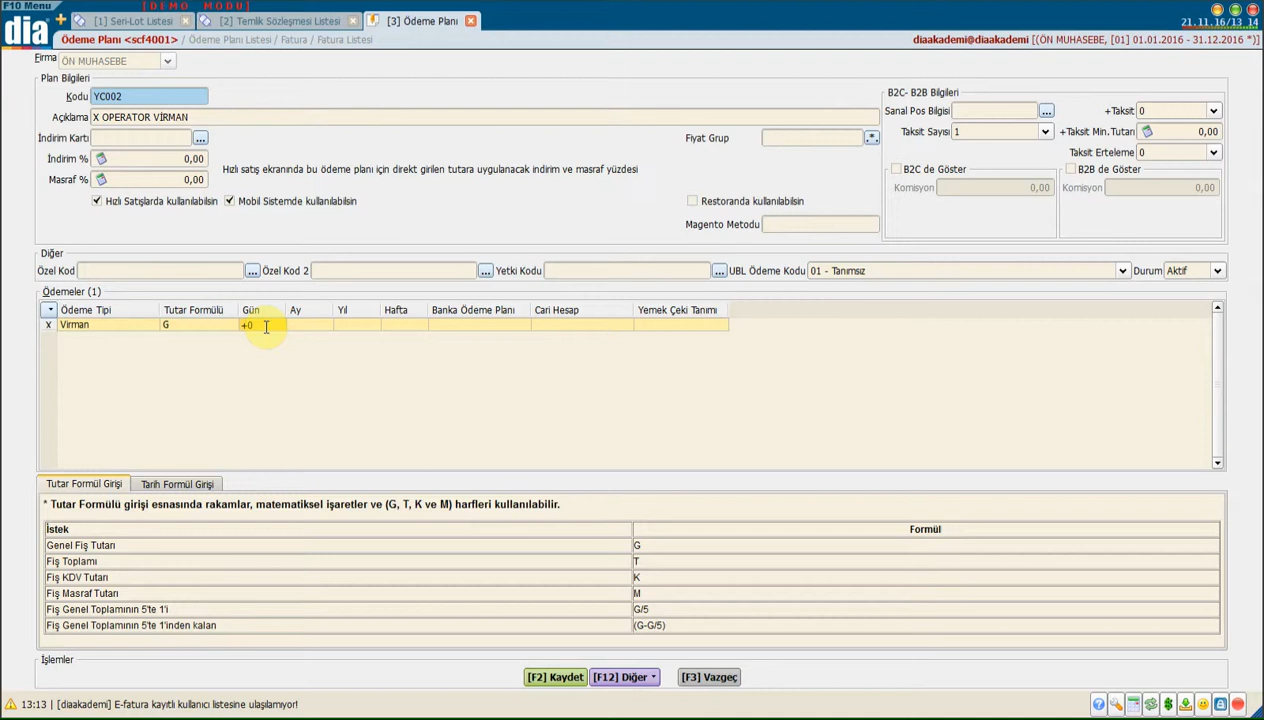 F10 Menu
[ D E M O  M O D U ]
dia
[1] Seri-Lot Listesi
[2] Temlik Sözleşmesi Listesi
[3] Ödeme Planı
21.11.16/13 14
Ödeme Planı <scf4001> / Ödeme Planı Listesi / Fatura / Fatura Listesi
diaakademi@diaakademi [(ÖN MUHASEBE, [01] 01.01.2016 - 31.12.2016 *)]
Firma ÖN MUHASEBE
Plan Bilgileri
Kodu YC002
Açıklama X OPERATOR VİRMAN
İndirim Kartı ...
Fiyat Grup .*.
İndirim % 0,00
Hızlı satış ekranında bu ödeme planı için direkt girilen tutara uygulanacak indirim ve masraf yüzdesi
Masraf % 0,00
Hızlı Satışlarda kullanılabilsin
Mobil Sistemde kullanılabilsin
Restoranda kullanılabilsin
Magento Metodu
B2C- B2B Bilgileri
Sanal Pos Bilgisi ... +Taksit 0
Taksit Sayısı 1 +Taksit Min.Tutarı 0,00
Taksit Erteleme 0
B2C de Göster B2B de Göster
Komisyon 0,00 Komisyon 0,00
Diğer
Özel Kod ... Özel Kod 2 ... Yetki Kodu ... UBL Ödeme Kodu 01 - Tanımsız Durum Aktif
Ödemeler (1)
Ödeme Tipi Tutar Formülü Gün Ay Yıl Hafta Banka Ödeme Planı Cari Hesap Yemek Çeki Tanımı
X Virman G +0
Tutar Formül Girişi Tarih Formül Girişi
* Tutar Formülü girişi esnasında rakamlar, matematiksel işaretler ve (G, T, K ve M) harfleri kullanılabilir.
İstek Formül
Genel Fiş Tutarı G
Fiş Toplamı T
Fiş KDV Tutarı K
Fiş Masraf Tutarı M
Fiş Genel Toplamının 5'te 1'i G/5
Fiş Genel Toplamının 5'te 1'inden kalan (G-G/5)
İşlemler
[F2] Kaydet [F12] Diğer [F3] Vazgeç
13:13 | [diaakademi] E-fatura kayıtlı kullanıcı listesine ulaşılamıyor!